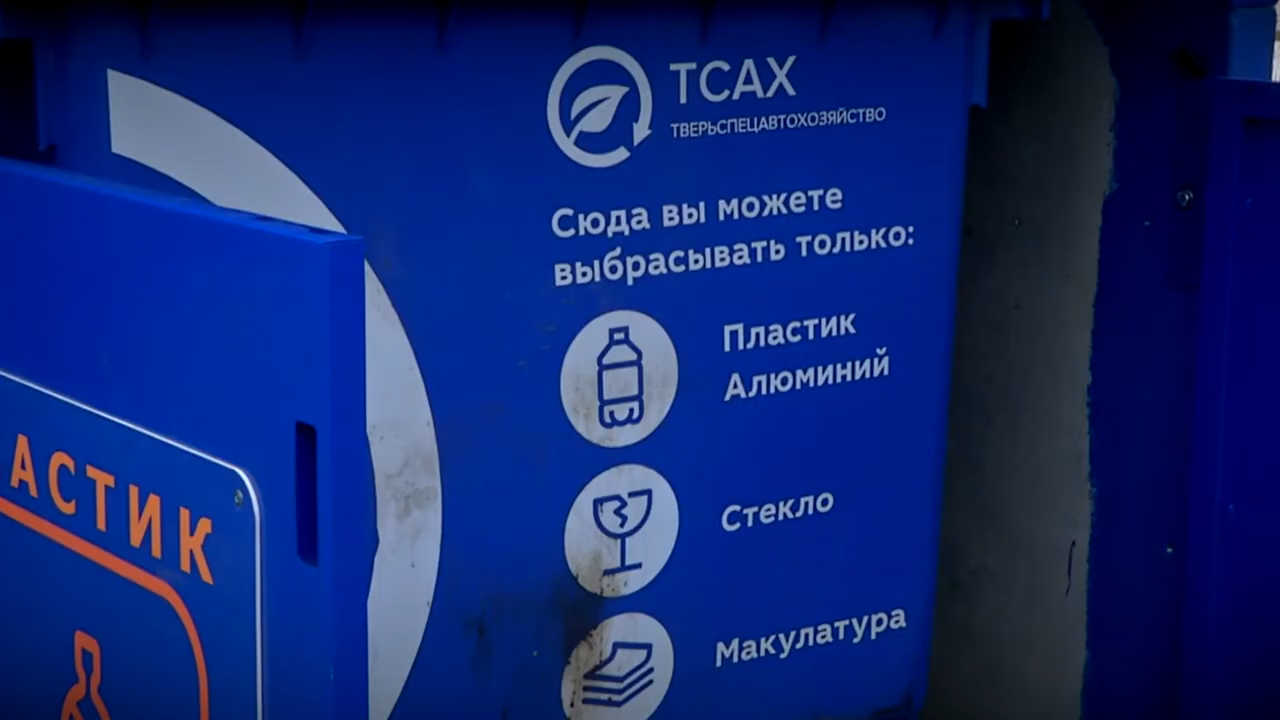 ТСАХ
ТВЕРЬСПЕЦАВТОХОЗЯЙСТВО
Сюда вы можете
выбрасывать только:
Пластик
Алюминий
Стекло
Макулатура
АСТИК